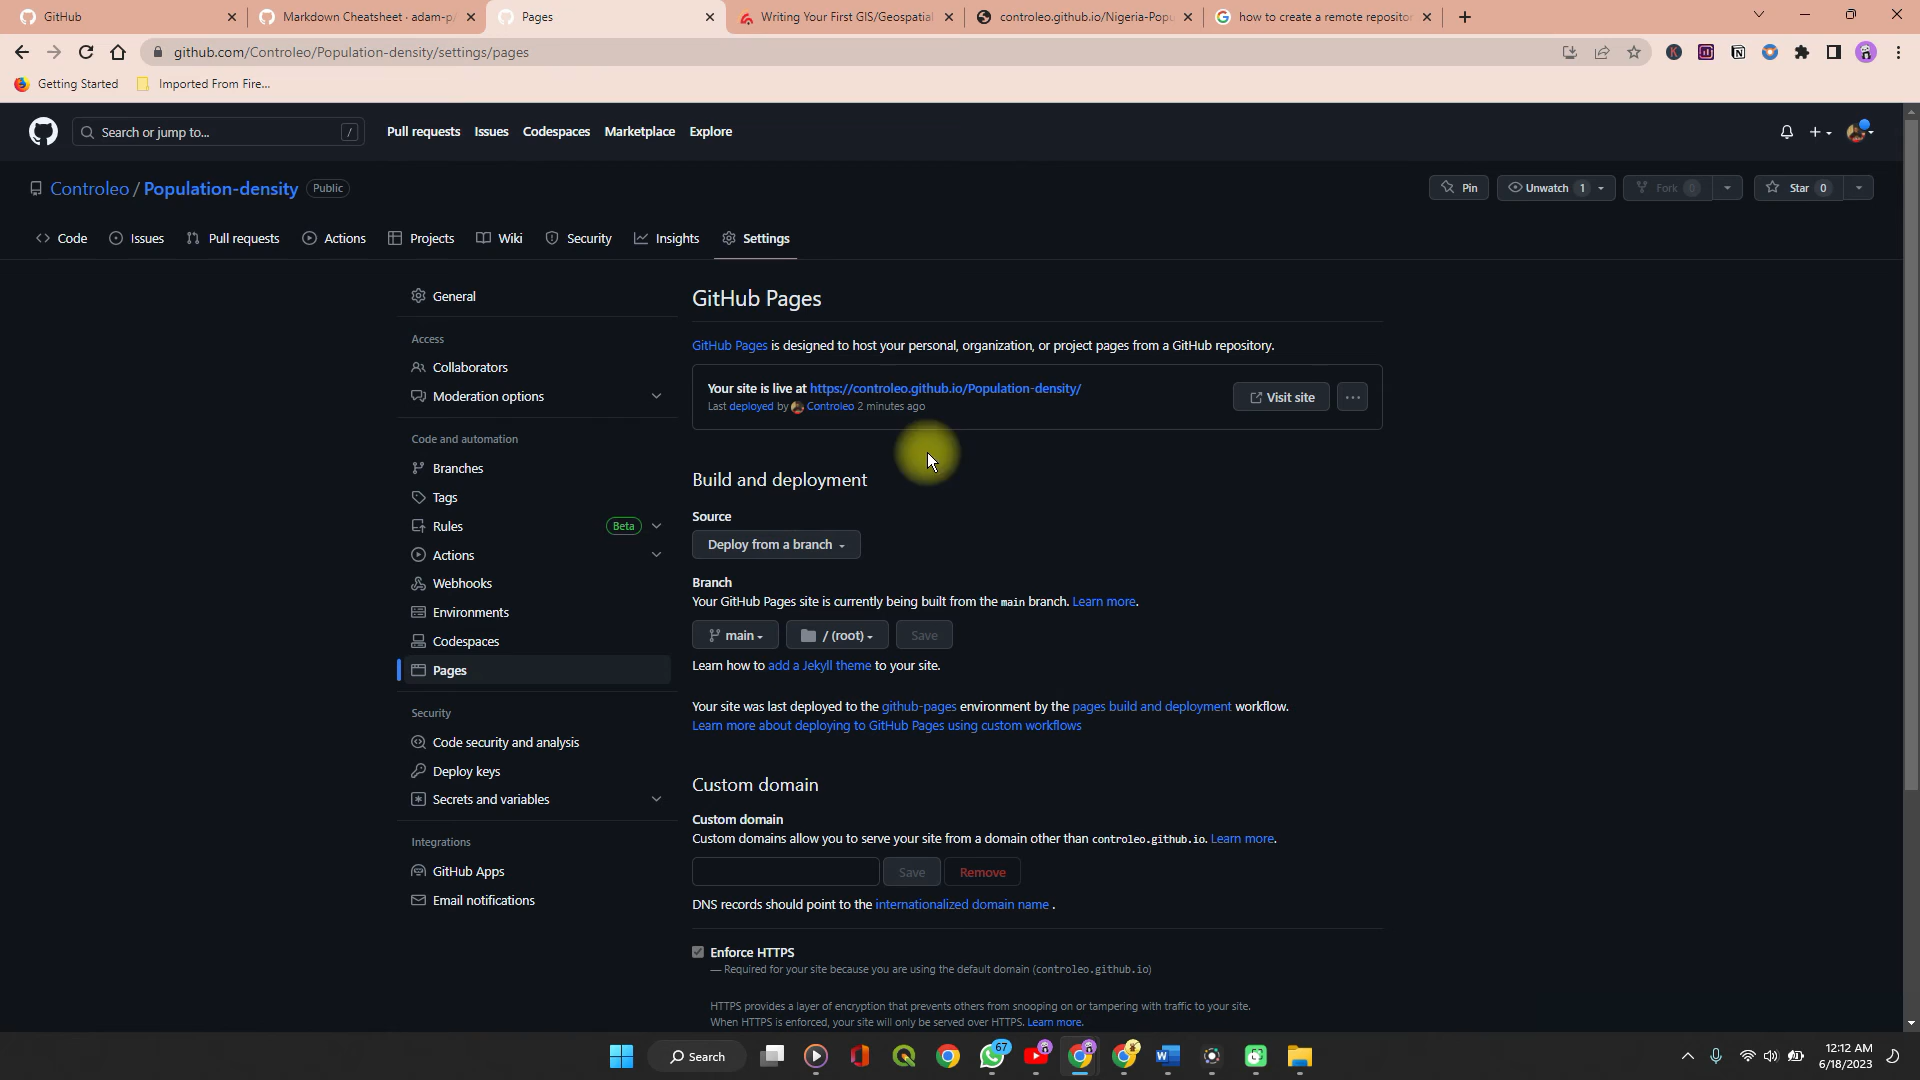 GitHub
Markdown Cheatsheet · adam-p/
Pages
Writing Your First GIS/Geospatial
controleo.github.io/Nigeria-Popu
how to create a remote repositor
github.com/Controleo/Population-density/settings/pages
Getting Started
Imported From Fire...
Search or jump to...
/
Pull requests
Issues
Codespaces
Marketplace
Explore
Controleo / Population-density
Public
Pin
Unwatch 1
Fork 0
Star 0
Code
Issues
Pull requests
Actions
Projects
Wiki
Security
Insights
Settings
General
Access
Collaborators
Moderation options
Code and automation
Branches
Tags
Rules
Beta
Actions
Webhooks
Environments
Codespaces
Pages
Security
Code security and analysis
Deploy keys
Secrets and variables
Integrations
GitHub Apps
Email notifications
GitHub Pages
GitHub Pages is designed to host your personal, organization, or project pages from a GitHub repository.
Your site is live at https://controleo.github.io/Population-density/
Last deployed by Controleo 2 minutes ago
Visit site
...
Build and deployment
Source
Deploy from a branch
Branch
Your GitHub Pages site is currently being built from the main branch. Learn more.
main
/ (root)
Save
Learn how to add a Jekyll theme to your site.
Your site was last deployed to the github-pages environment by the pages build and deployment workflow.
Learn more about deploying to GitHub Pages using custom workflows
Custom domain
Custom domain
Custom domains allow you to serve your site from a domain other than controleo.github.io. Learn more.
Save
Remove
DNS records should point to the internationalized domain name .
Enforce HTTPS
— Required for your site because you are using the default domain (controleo.github.io)
HTTPS provides a layer of encryption that prevents others from snooping on or tampering with traffic to your site.
When HTTPS is enforced, your site will only be served over HTTPS. Learn more.
Search
67
12:12 AM
6/18/2023